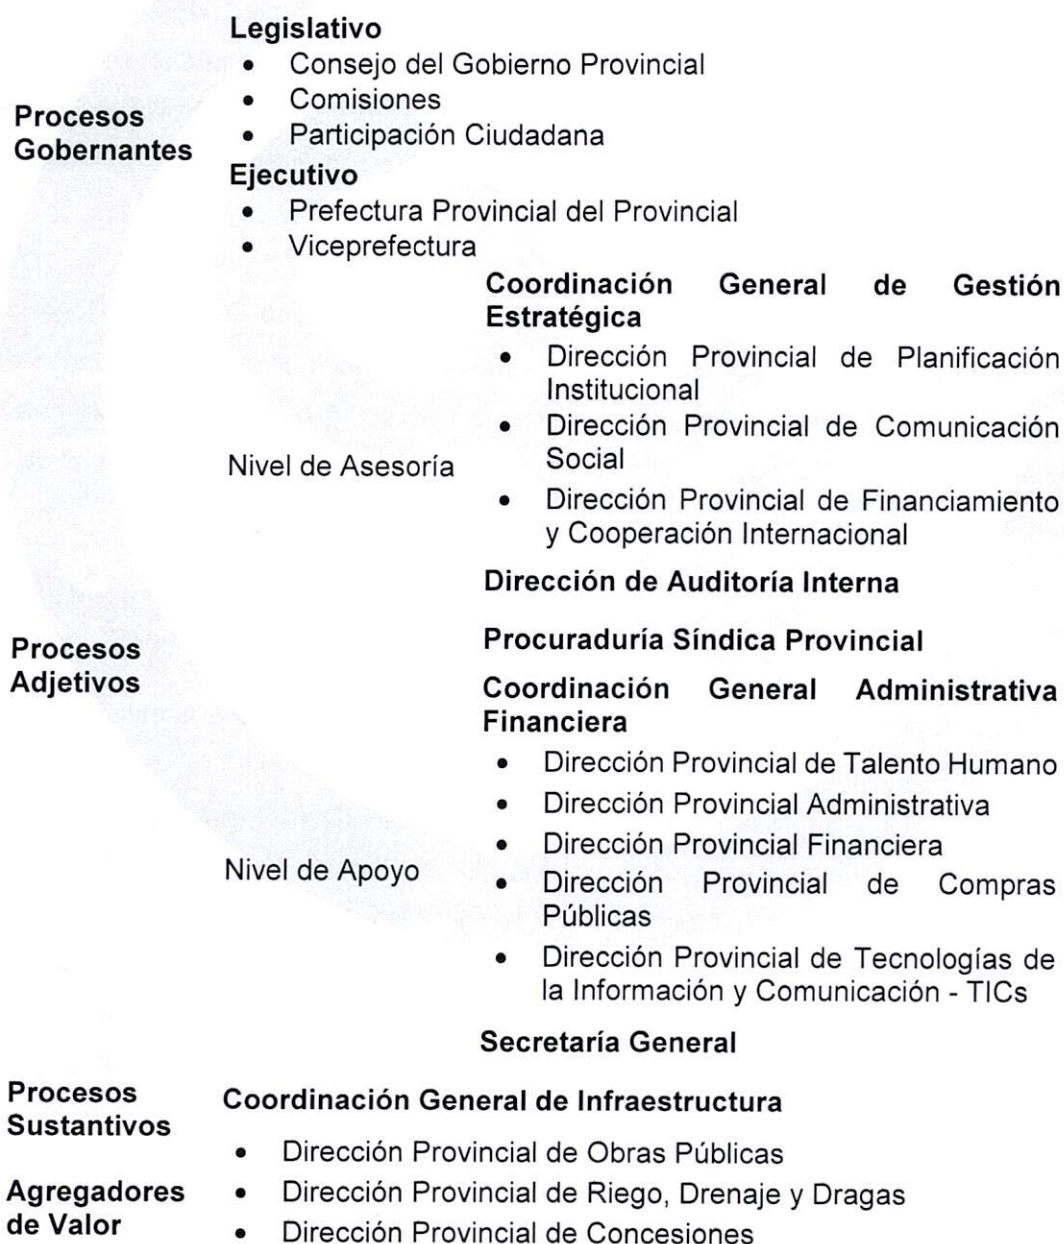 Procesos
Gobernantes
Legislativo
• Consejo del Gobierno Provincial
• Comisiones
• Participación Ciudadana
Ejecutivo
• Prefectura Provincial del Provincial
• Viceprefectura
Procesos
Adjetivos
Nivel de Asesoría
Coordinación General de Gestión
Estratégica
• Dirección Provincial de Planificación
Institucional
• Dirección Provincial de Comunicación
Social
• Dirección Provincial de Financiamiento
y Cooperación Internacional
Dirección de Auditoría Interna
Procuraduría Síndica Provincial
Nivel de Apoyo
Coordinación General Administrativa
Financiera
• Dirección Provincial de Talento Humano
• Dirección Provincial Administrativa
• Dirección Provincial Financiera
• Dirección Provincial de Compras
Públicas
• Dirección Provincial de Tecnologías de
la Información y Comunicación - TICs
Secretaría General
Procesos
Sustantivos
Agregadores
de Valor
Coordinación General de Infraestructura
• Dirección Provincial de Obras Públicas
• Dirección Provincial de Riego, Drenaje y Dragas
• Dirección Provincial de Concesiones